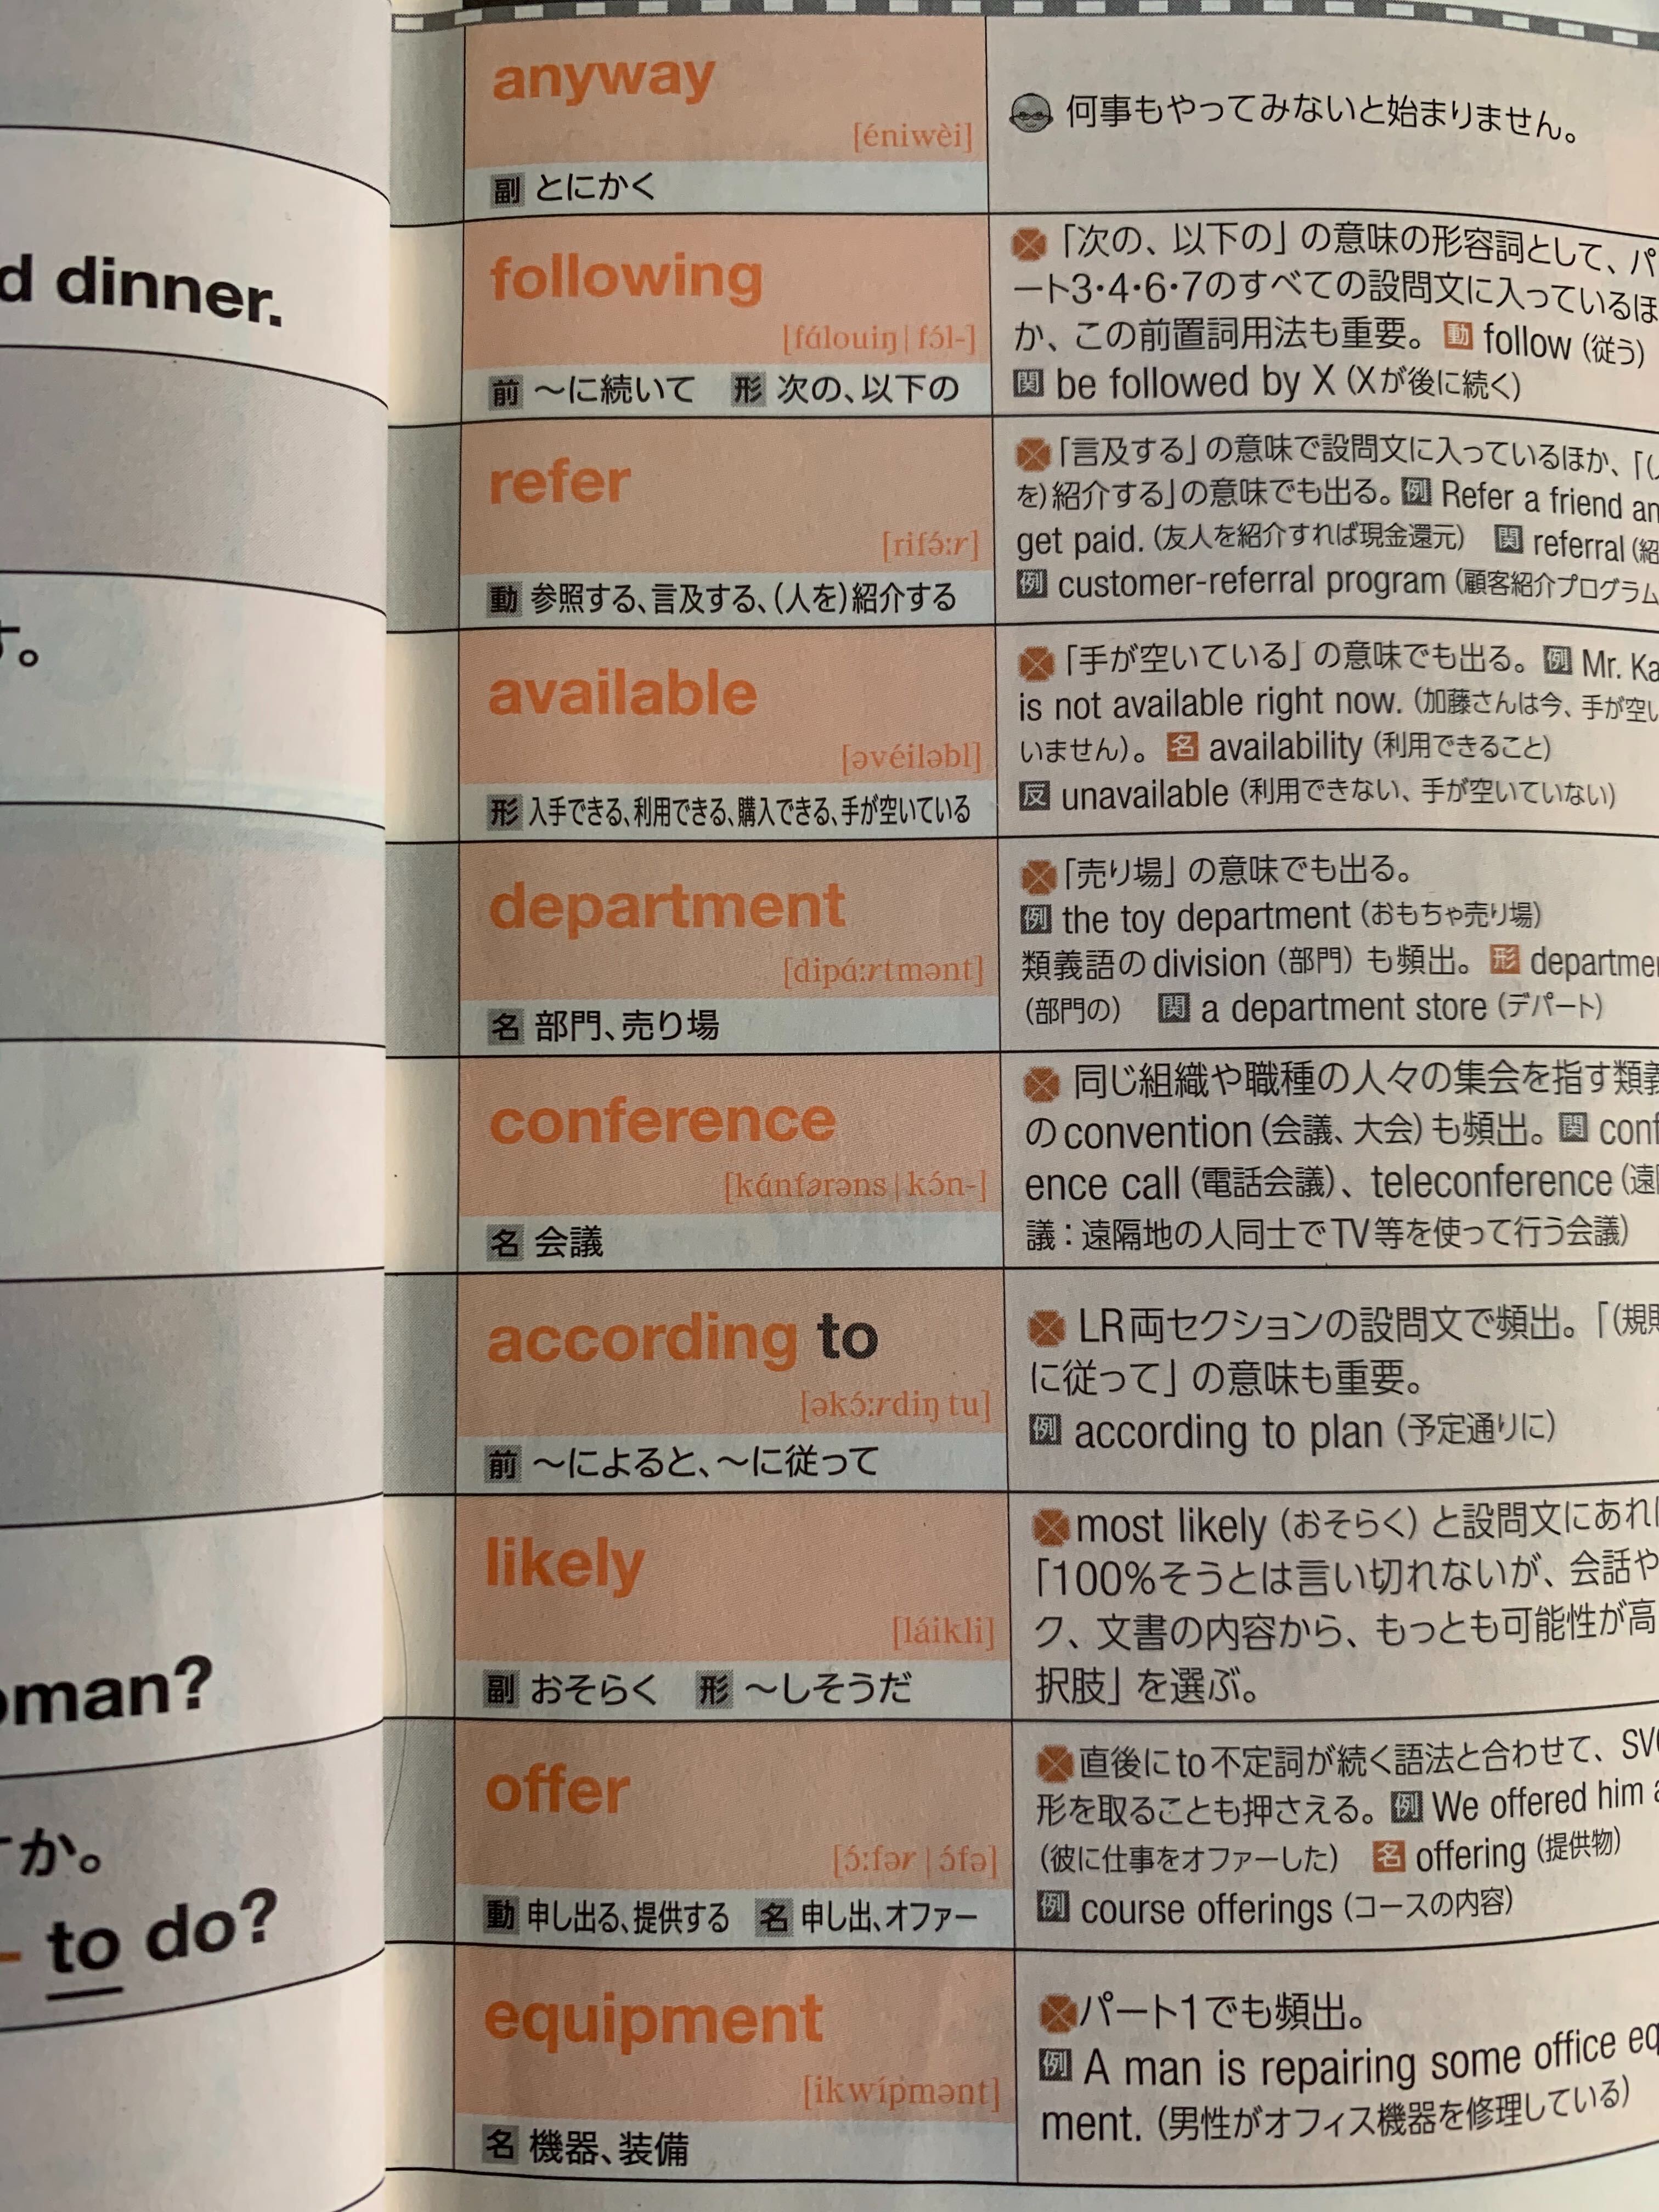 dinner.
す。
man?
すか。
to do?
anyway
[éniwèi]
副 とにかく
何事もやってみないと始まりません。
following
[fáloʊiŋ | fɔ́l-]
前 〜に続いて 形 次の、以下の
「次の、以下の」の意味の形容詞として、パ
ート3・4・6・7のすべての設問文に入っているほ
か、この前置詞用法も重要。 動 follow (従う)
関 be followed by X (Xが後に続く)
refer
[rifə́:r]
動 参照する、言及する、(人を)紹介する
「言及する」の意味で設問文に入っているほか、「(
を)紹介する」の意味でも出る。 例 Refer a friend
get paid. (友人を紹介すれば現金還元) 関 referral
例 customer-referral program (顧客紹介プログラム
available
[əvéiləbl]
形 入手できる、利用できる、購入できる、手が空いている
「手が空いている」の意味でも出る。 例 Mr.
is not available right now. (加藤さんは今、手が空い
いません)。 名 availability (利用できること)
反 unavailable (利用できない、手が空いていない)
department
[dipá:rtmənt]
名 部門、売り場
「売り場」の意味でも出る。
例 the toy department (おもちゃ売り場)
類義語のdivision (部門) も頻出。 形
(部門の) 関 a department store (デパート)
conference
[kánfərəns | kɔ́n-]
名 会議
同じ組織や職種の人々の集会を指す類義
のconvention (会議、大会) も頻出。 関 conf
ence call (電話会議)、teleconference (遠
議：遠隔地の人同士でTV等を使って行う会議)
according to
[əkɔ́:rdiŋ tu]
前 〜によると、〜に従って
LR両セクションの設問文で頻出。「(規
に従って」の意味も重要。
例 according to plan (予定通りに)
likely
[láikli]
副 おそらく 形 〜しそうだ
most likely (おそらく) と設問文にあれ
「100%そうとは言い切れないが、会話や
ク、文書の内容から、もっとも可能性が高
択肢」を選ぶ。
offer
[ɔ́:fər | ɔ́fə]
動 申し出る、提供する 名 申し出、オファー
直後にto不定詞が続く語法と合わせて、SV
形を取ることも押さえる。 例 We offered him a
(彼に仕事をオファーした) 名 offering (提供物)
例 course offerings (コースの内容)
equipment
[ikwípmənt]
名 機器、装備
パート1でも頻出。
例 A man is repairing some office eq
ment. (男性がオフィス機器を修理している)